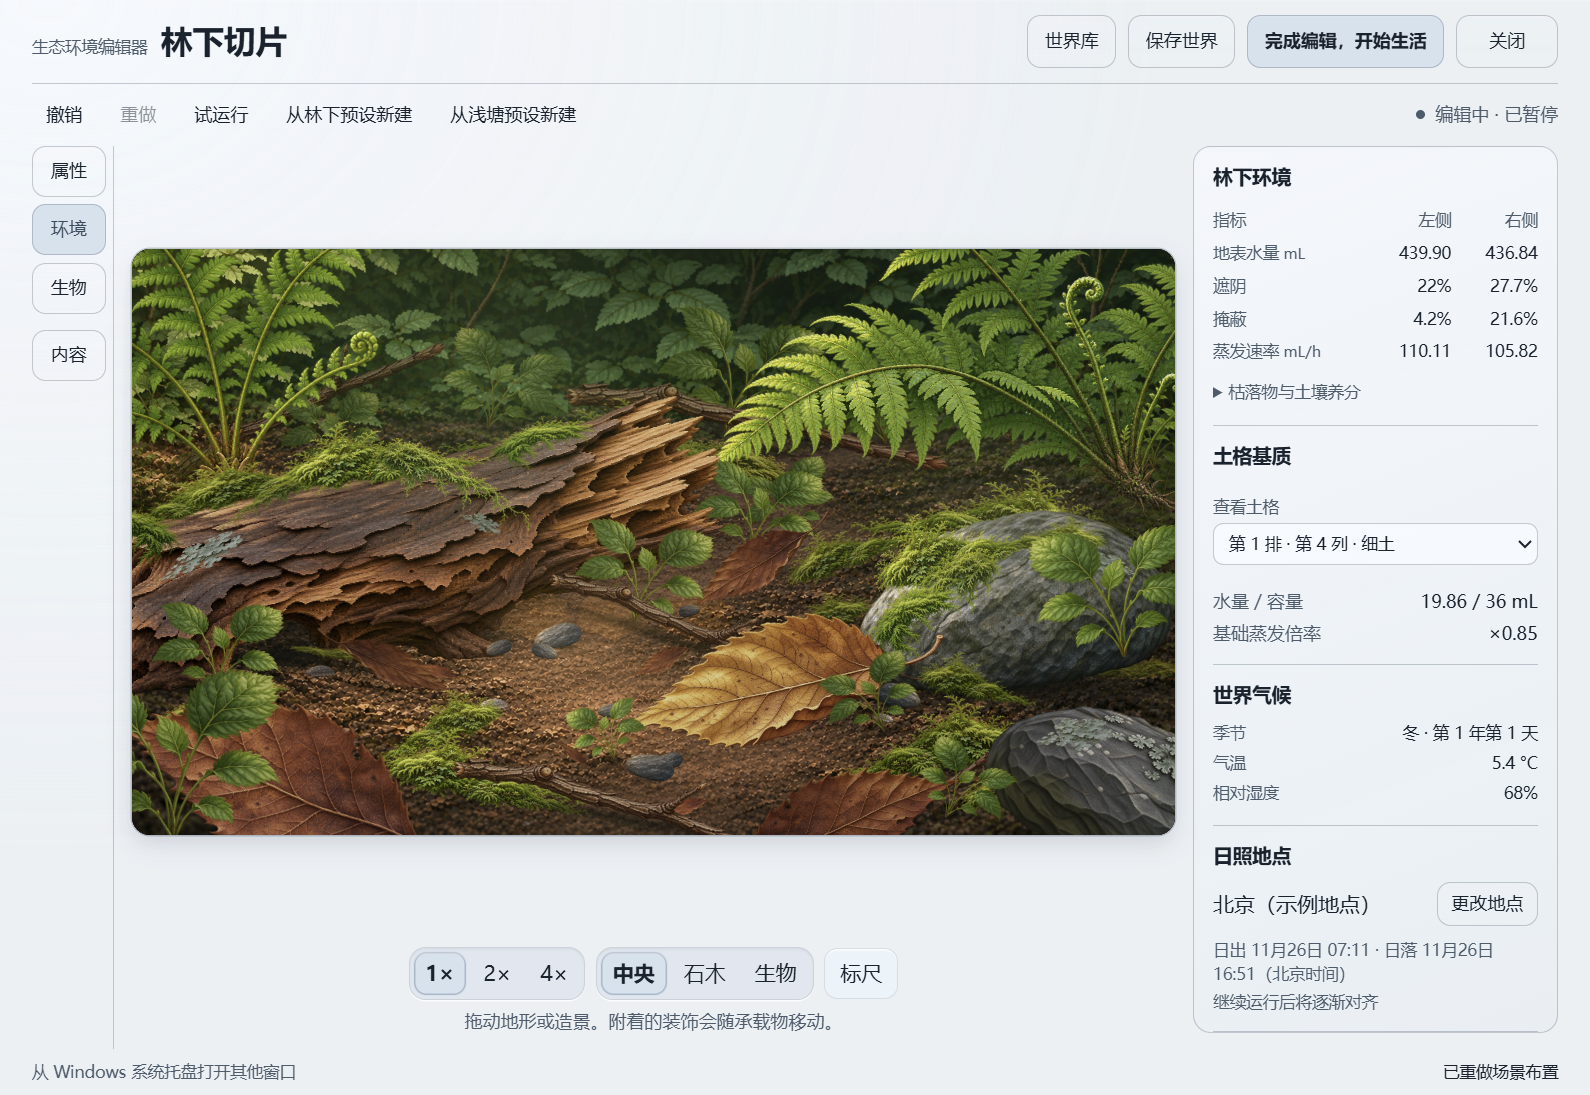 生态环境编辑器 林下切片
世界库 保存世界 完成编辑，开始生活 关闭
撤销 重做 试运行 从林下预设新建 从浅塘预设新建
编辑中 · 已暂停
属性
环境
生物
内容
林下环境
指标 左侧 右侧
地表水量 mL 439.90 436.84
遮阴 22% 27.7%
掩蔽 4.2% 21.6%
蒸发速率 mL/h 110.11 105.82
枯落物与土壤养分
土格基质
查看土格
第 1 排 · 第 4 列 · 细土
水量 / 容量 19.86 / 36 mL
基础蒸发倍率 ×0.85
世界气候
季节 冬 · 第 1 年第 1 天
气温 5.4 °C
相对湿度 68%
日照地点
北京（示例地点） 更改地点
日出 11月26日 07:11 · 日落 11月26日
16:51（北京时间）
继续运行后将逐渐对齐
1× 2× 4× 中央 石木 生物 标尺
拖动地形或造景。附着的装饰会随承载物移动。
从 Windows 系统托盘打开其他窗口
已重做场景布置